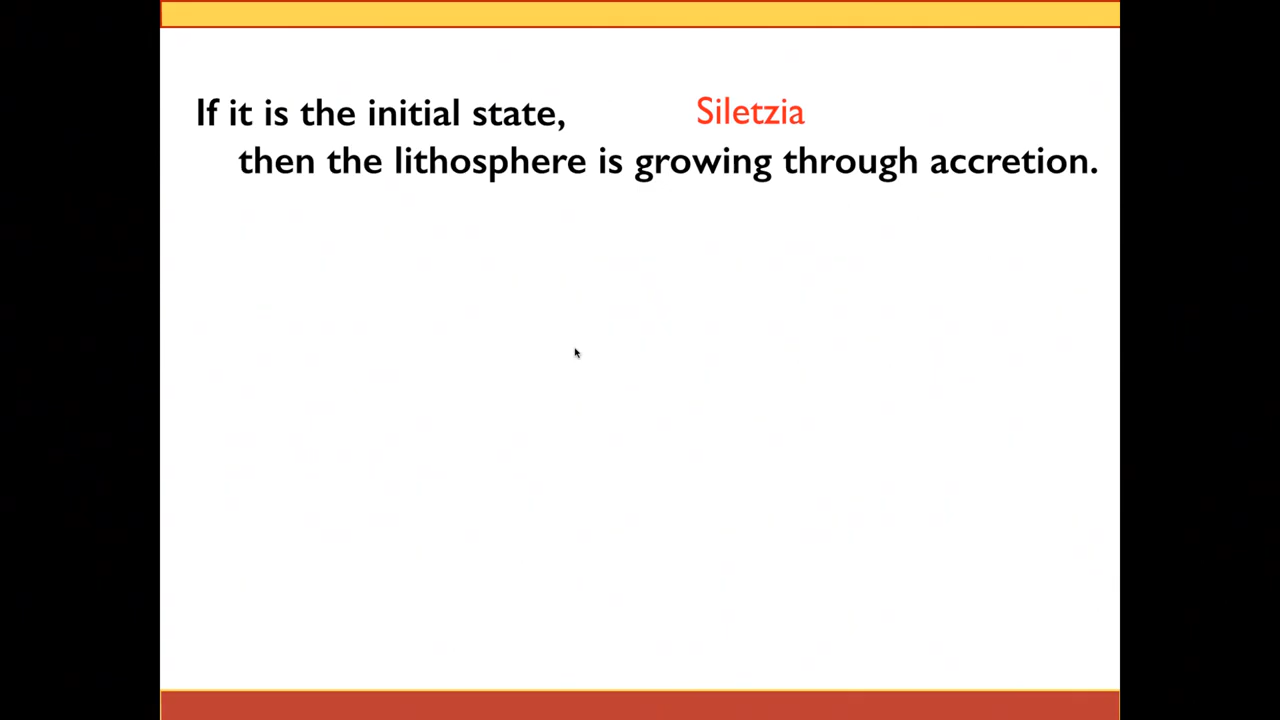 If it is the initial state, Siletzia
then the lithosphere is growing through accretion.